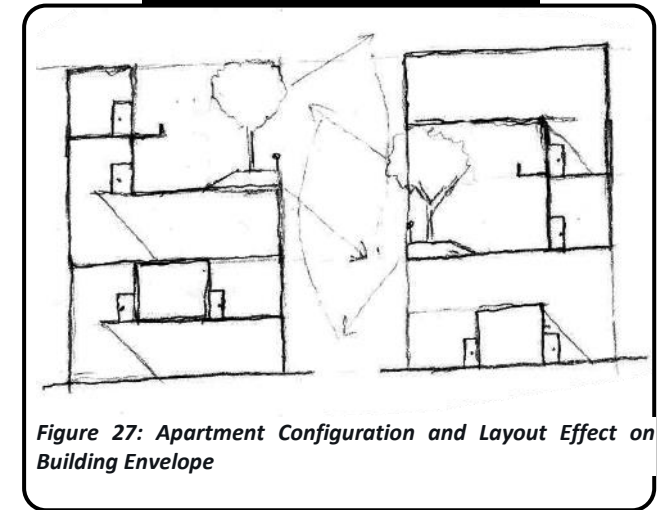 Figure 27: Apartment Configuration and Layout Effect on
Building Envelope